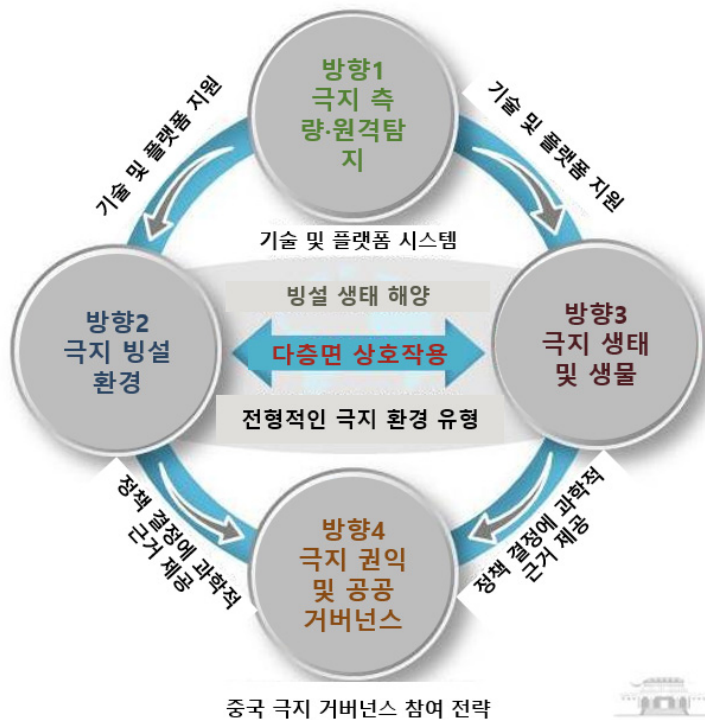 방향1
극지 측
량·원격탐
지
기술 및 플랫폼 지원
기술 및 플랫폼 지원
기술 및 플랫폼 시스템
빙설 생태 해양
방향2
극지 빙설
환경
다층면 상호작용
방향3
극지 생태
및 생물
전형적인 극지 환경 유형
정책 결정에 과학적
근거 제공
방향4
극지 권익
및 공공
거버넌스
정책 결정에 과학적
근거 제공
중국 극지 거버넌스 참여 전략